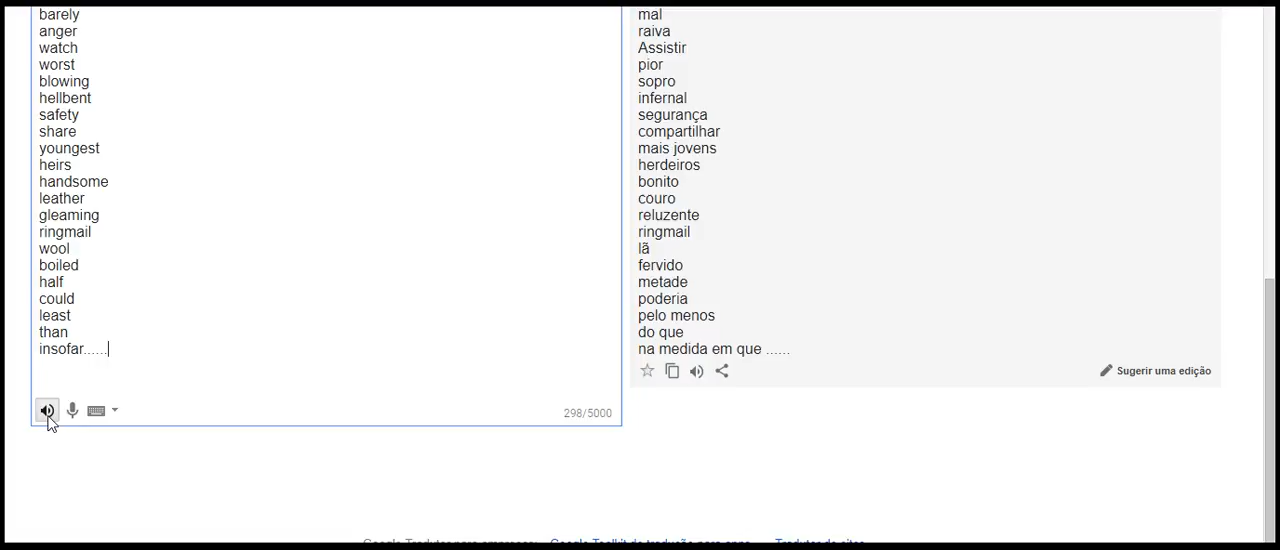 barely
anger
watch
worst
blowing
hellbent
safety
share
youngest
heirs
handsome
leather
gleaming
ringmail
wool
boiled
half
could
least
than
insofar......
298/5000
mal
raiva
Assistir
pior
sopro
infernal
segurança
compartilhar
mais jovens
herdeiros
bonito
couro
reluzente
ringmail
lã
fervido
metade
poderia
pelo menos
do que
na medida em que ......
Sugerir uma edição